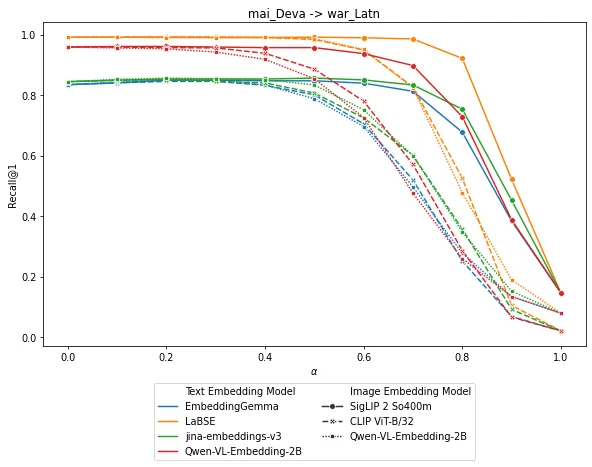 mai_Deva -> war_Latn
1.0
0.8
0.6
0.4
0.2
0.0
Recall@1
0.0 0.2 0.4 0.6 0.8 1.0
α
Text Embedding Model Image Embedding Model
EmbeddingGemma SigLIP 2 So400m
LaBSE CLIP ViT-B/32
jina-embeddings-v3 Qwen-VL-Embedding-2B
Qwen-VL-Embedding-2B